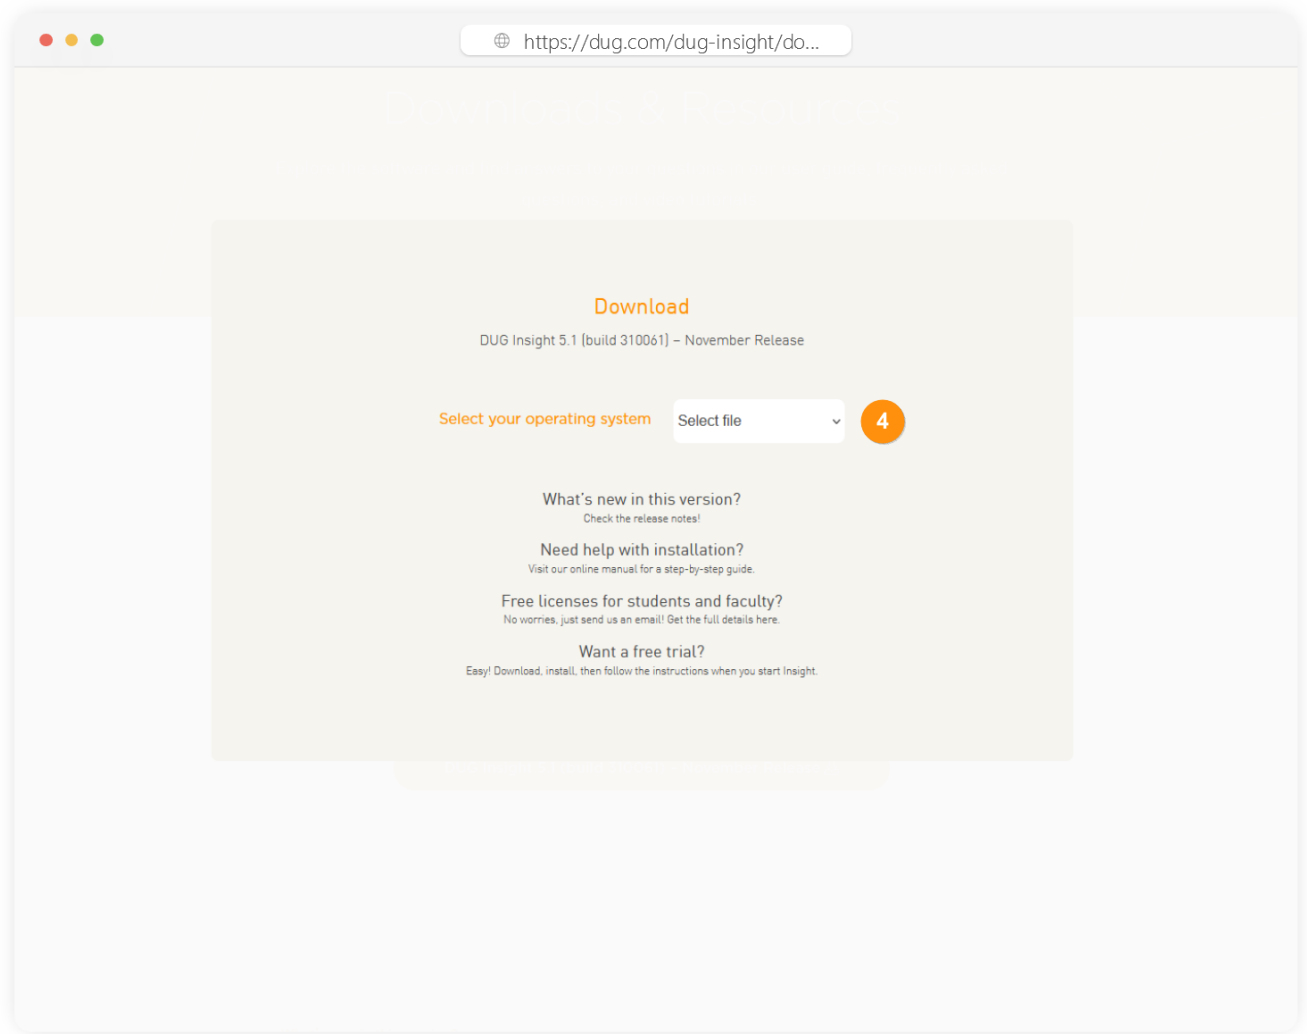 https://dug.com/dug-insight/do...
Download
DUG Insight 5.1 (build 310061) – November Release
Select your operating system
Select file
4
What's new in this version?
Check the release notes!
Need help with installation?
Visit our online manual for a step-by-step guide.
Free licenses for students and faculty?
No worries, just send us an email! Get the full details here.
Want a free trial?
Easy! Download, install, then follow the instructions when you start Insight.